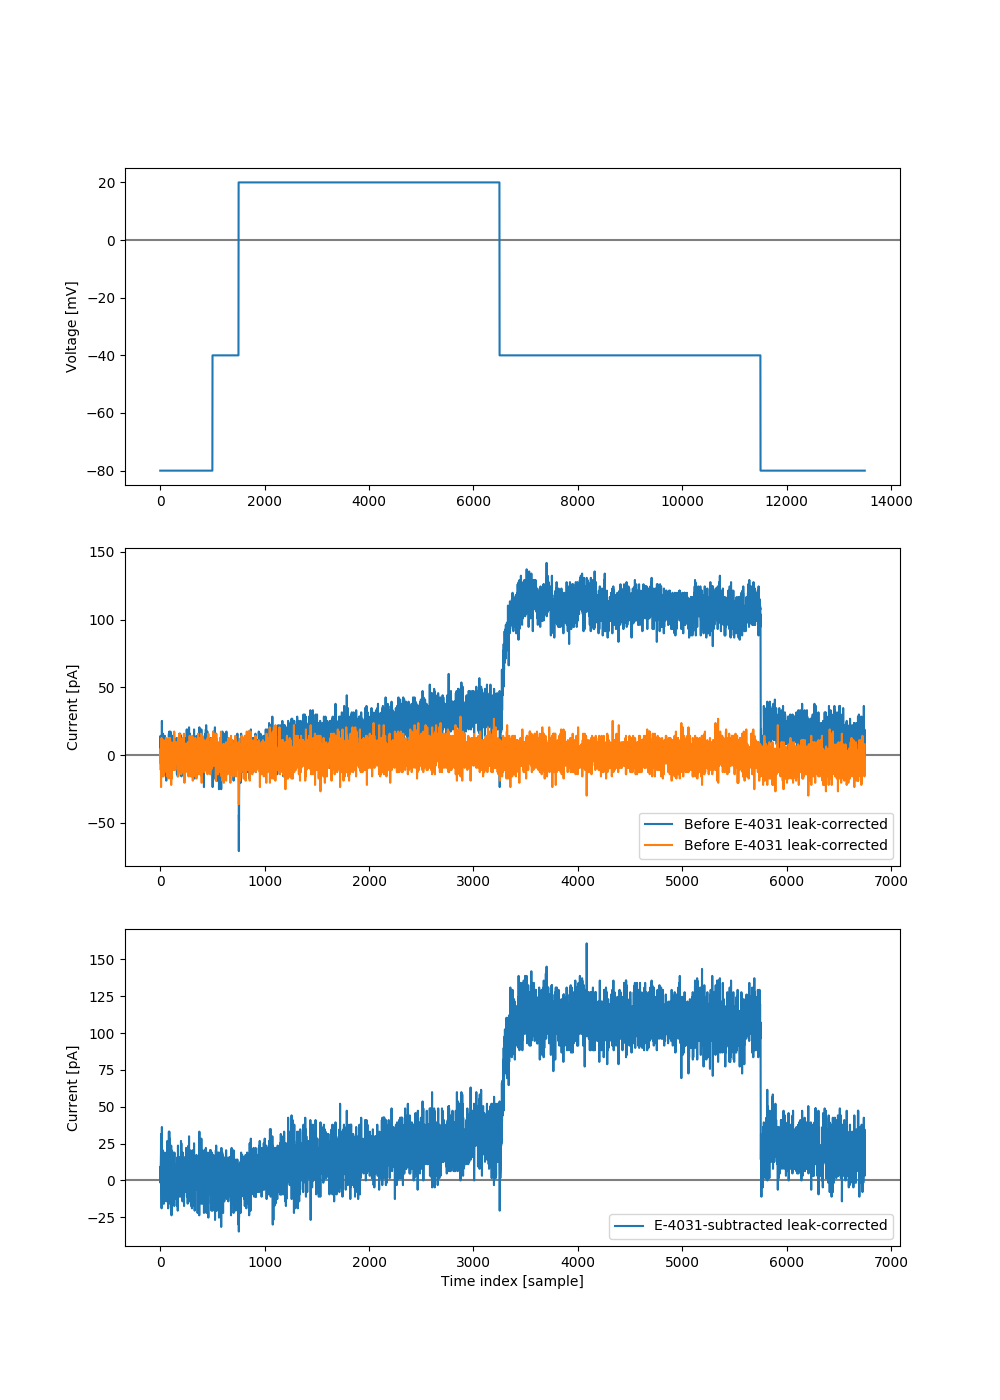 20
0
−20
−40
−60
−80
Voltage [mV]
0 2000 4000 6000 8000 10000 12000 14000
150
100
50
0
−50
Current [pA]
Before E-4031 leak-corrected
Before E-4031 leak-corrected
0 1000 2000 3000 4000 5000 6000 7000
150
125
100
75
50
25
0
−25
Current [pA]
E-4031-subtracted leak-corrected
0 1000 2000 3000 4000 5000 6000 7000
Time index [sample]